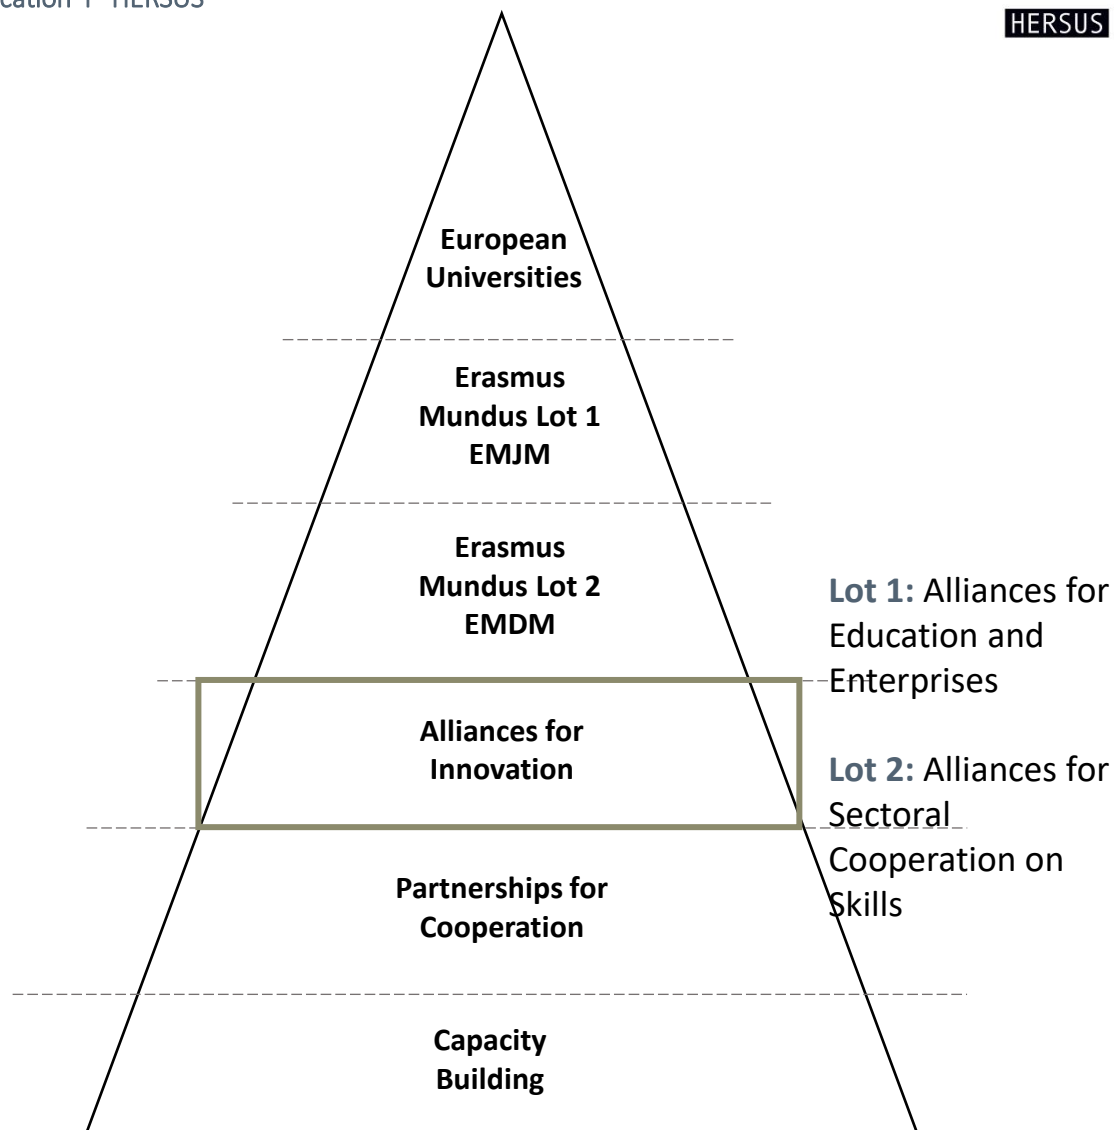 HERSUS
European
Universities
Erasmus
Mundus Lot 1
EMJM
Erasmus
Mundus Lot 2
EMDM
Alliances for
Innovation
Partnerships for
Cooperation
Capacity
Building
Lot 1: Alliances for
Education and
Enterprises
Lot 2: Alliances for
Sectoral
Cooperation on
Skills